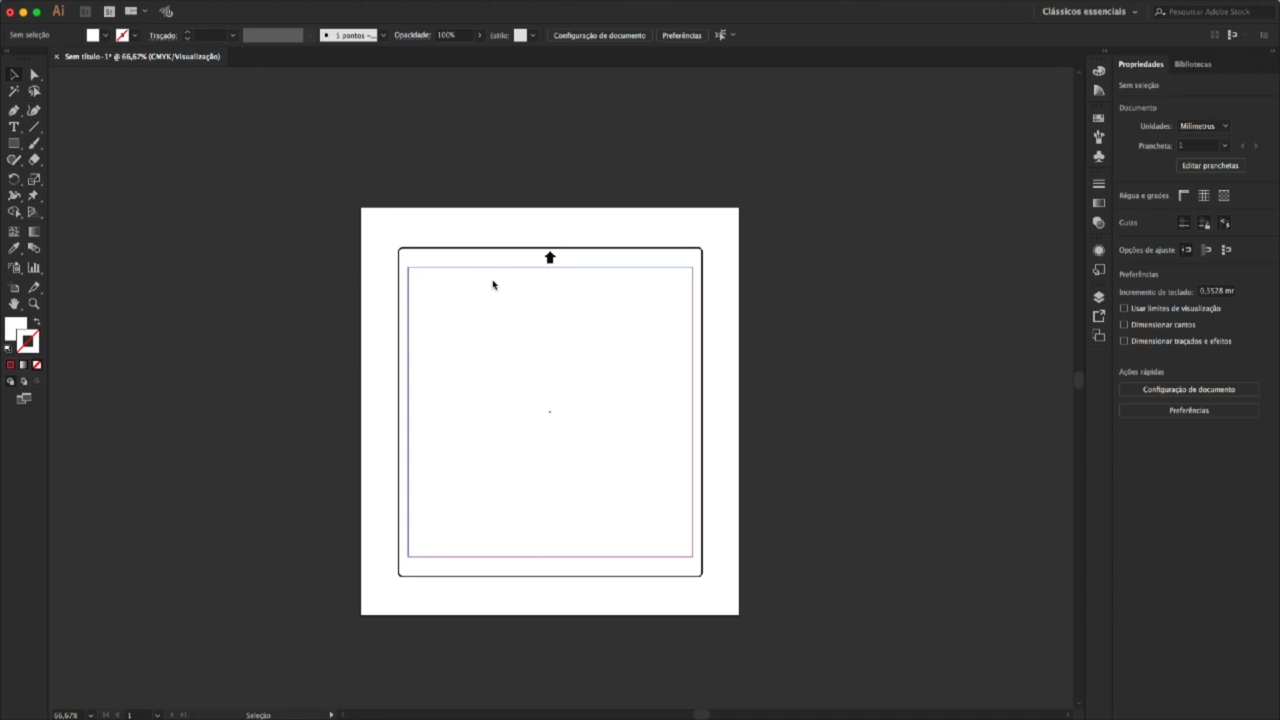 Ai
St
Clássicos essenciais
Pesquisar Adobe Stock
Sem seleção
Traçado:
5 pontos –...
Opacidade: 100%
Estilo:
Configuração de documento
Preferências
× Sem título-1* @ 66,67% (CMYK/Visualização)
Propriedades
Bibliotecas
Sem seleção
Documento
Unidades: Milímetros
Prancheta: 1
Editar pranchetas
Régua e grades
Guias
Opções de ajuste
Preferências
Incremento de teclado: 0,3528 mr
Usar limites de visualização
Dimensionar cantos
Dimensionar traçados e efeitos
Ações rápidas
Configuração de documento
Preferências
66,67%
1
Seleção